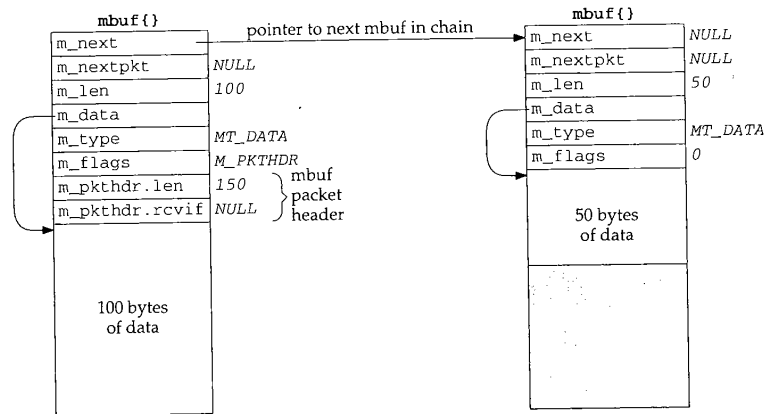 mbuf{}
m_next
m_nextpkt NULL
m_len 100
m_data
m_type MT_DATA
m_flags M_PKTHDR
m_pkthdr.len 150
m_pkthdr.rcvif NULL
mbuf
packet
header
100 bytes
of data
pointer to next mbuf in chain
mbuf{}
m_next NULL
m_nextpkt NULL
m_len 50
m_data
m_type MT_DATA
m_flags 0
50 bytes
of data